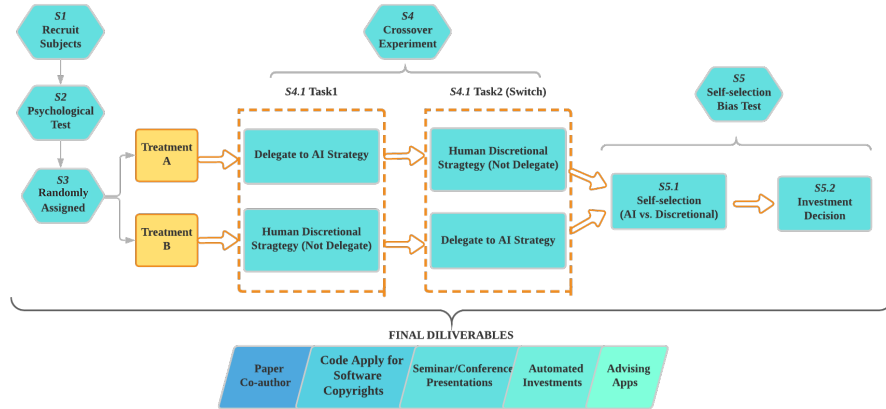 S1
Recruit
Subjects
S2
Psychological
Test
S3
Randomly
Assigned
Treatment
A
Treatment
B
S4
Crossover
Experiment
S4.1 Task1
S4.1 Task2 (Switch)
Delegate to AI Strategy
Human Discretional
Stragtegy (Not Delegate)
Human Discretional
Stragtegy (Not Delegate)
Delegate to AI Strategy
S5
Self-selection
Bias Test
S5.1
Self-selection
(AI vs. Discretional)
S5.2
Investment
Decision
FINAL DILIVERABLES
Paper
Co-author
Code Apply for
Software
Copyrights
Seminar/Conference
Presentations
Automated
Investments
Advising
Apps